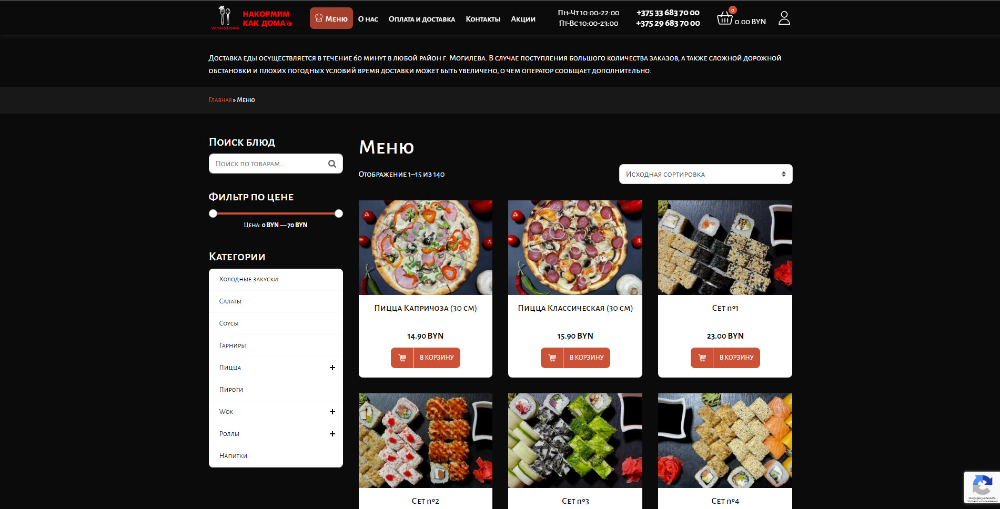 Вилки&Ложки
НАКОРМИМ
КАК ДОМА
Меню
О нас
Оплата и доставка
Контакты
Акции
Пн-Чт 10:00-22:00
Пт-Вс 10:00-23:00
+375 33 683 70 00
+375 29 683 70 00
0
0.00 BYN
Доставка еды осуществляется в течение 60 минут в любой район г. Могилева. В случае поступления большого количества заказов, а также сложной дорожной
обстановки и плохих погодных условий время доставки может быть увеличено, о чем оператор сообщает дополнительно.
Главная » Меню
Поиск блюд
Поиск по товарам...
Фильтр по цене
Цена: 0 BYN — 70 BYN
Категории
Холодные закуски
Салаты
Соусы
Гарниры
Пицца +
Пироги
Wok +
Роллы +
Напитки
Меню
Отображение 1–15 из 140
Исходная сортировка
Пицца Капричоза (30 см)
14.90 BYN
В КОРЗИНУ
Пицца Классическая (30 см)
15.90 BYN
В КОРЗИНУ
Сет №1
23.00 BYN
В КОРЗИНУ
Сет №2
Сет №3
Сет №4
Конфиденциальность -
Условия использования